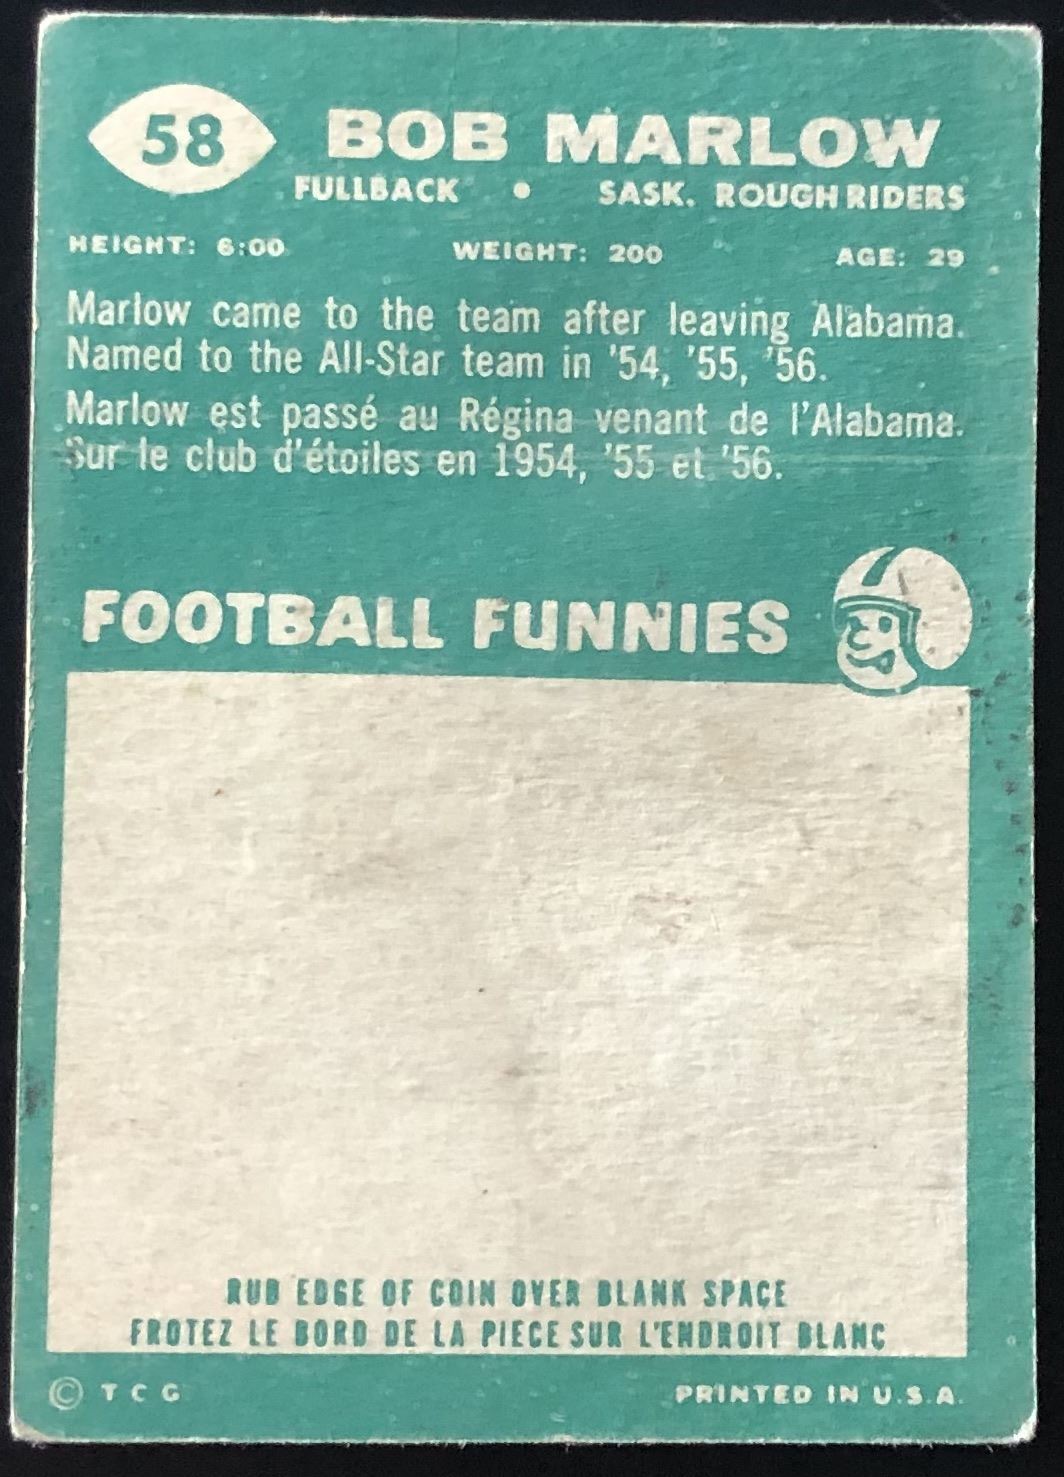 58
BOB MARLOW
FULLBACK • SASK. ROUGH RIDERS
HEIGHT: 6:00 WEIGHT: 200 AGE: 29
Marlow came to the team after leaving Alabama.
Named to the All-Star team in '54, '55, '56.
Marlow est passé au Régina venant de l'Alabama.
Sur le club d'étoiles en 1954, '55 et '56.
FOOTBALL FUNNIES
RUB EDGE OF COIN OVER BLANK SPACE
FROTEZ LE BORD DE LA PIECE SUR L'ENDROIT BLANC
© T C G PRINTED IN U.S.A.